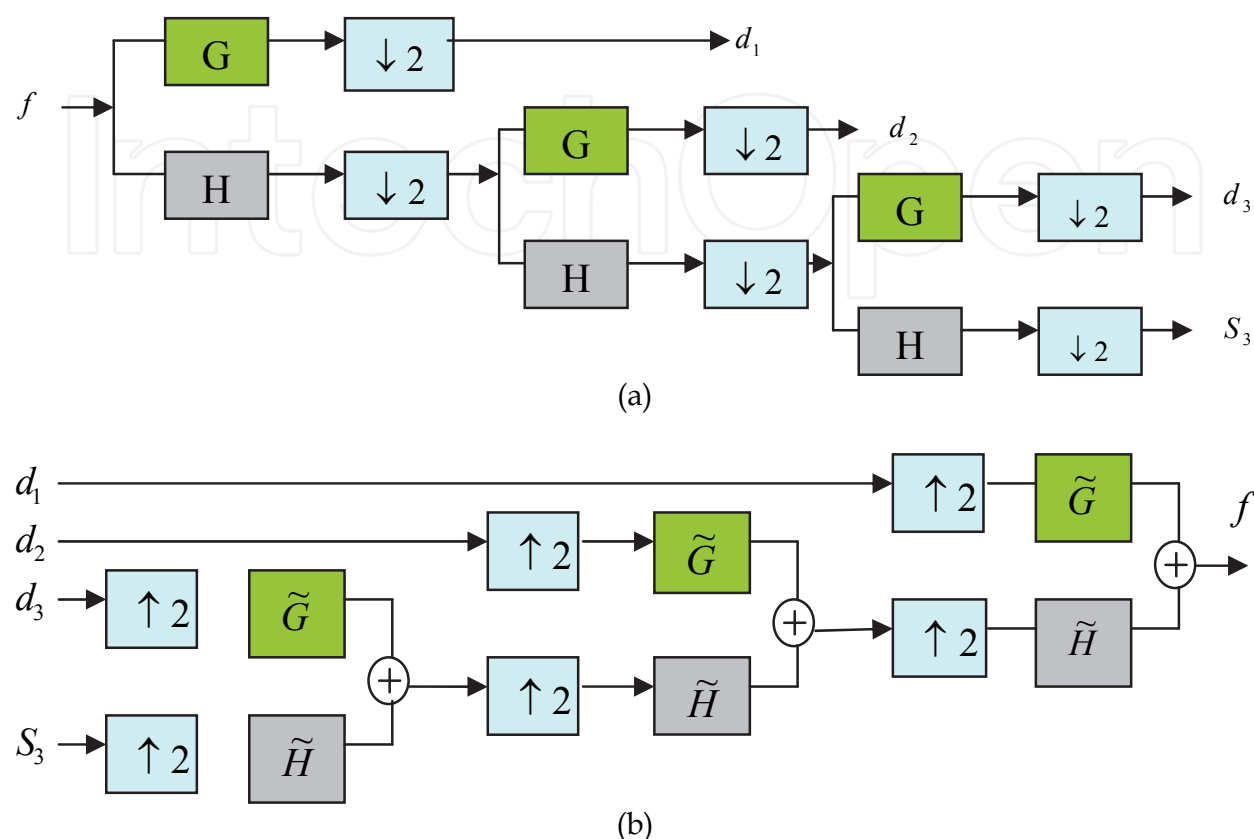 G ↓ 2 d₁
f
G ↓ 2 d₂
H ↓ 2
G ↓ 2 d₃
H ↓ 2
H ↓ 2 S₃
(a)
d₁ ↑ 2 G̃
f
d₂ ↑ 2 G̃
+
d₃ ↑ 2 G̃
+
↑ 2 H̃
+
↑ 2 H̃
S₃ ↑ 2 H̃
(b)
IntechOpen